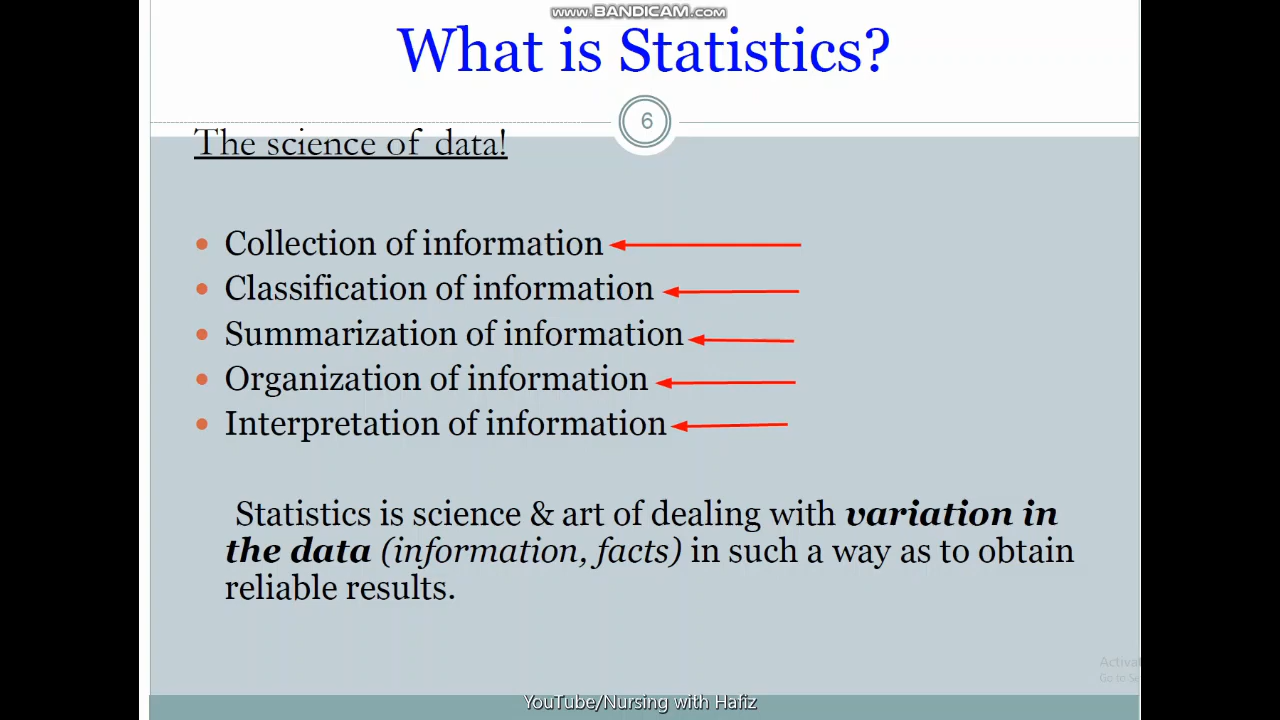 www.BANDICAM.com
What is Statistics?
6
The science of data!
Collection of information
Classification of information
Summarization of information
Organization of information
Interpretation of information
Statistics is science & art of dealing with variation in
the data (information, facts) in such a way as to obtain
reliable results.
Go to
YouTube/Nursing with Hafiz